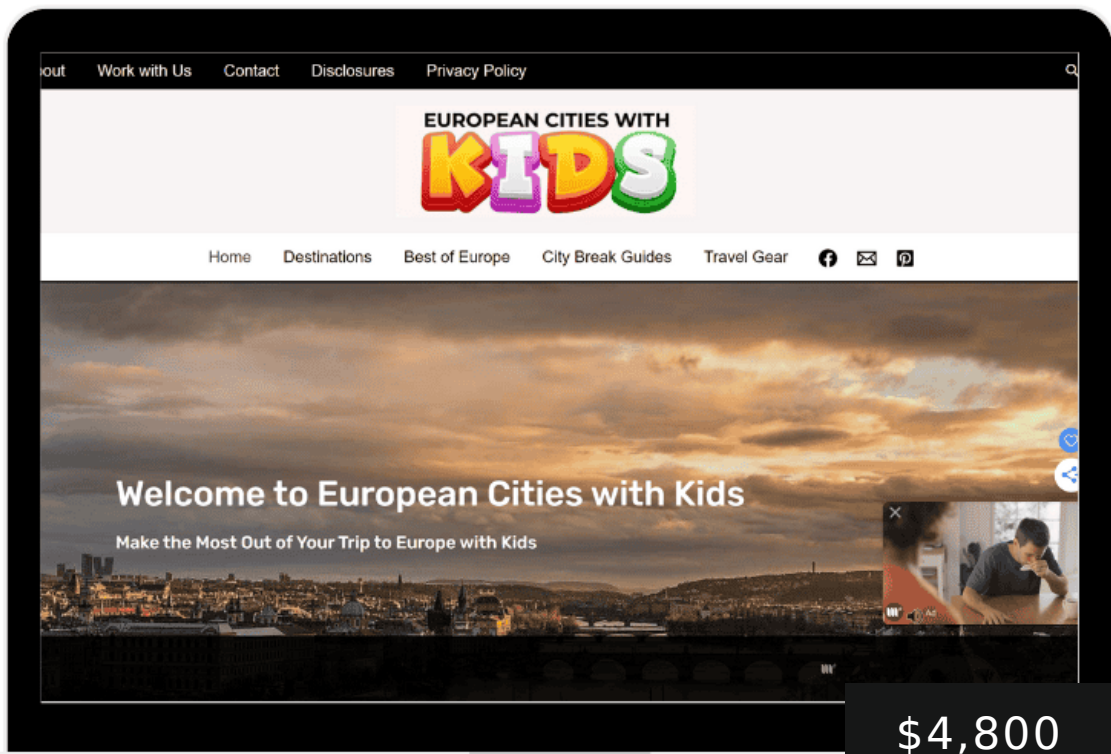 out Work with Us Contact Disclosures Privacy Policy
EUROPEAN CITIES WITH
KIDS
Home Destinations Best of Europe City Break Guides Travel Gear
Welcome to European Cities with Kids
Make the Most Out of Your Trip to Europe with Kids
Ad
$4,800